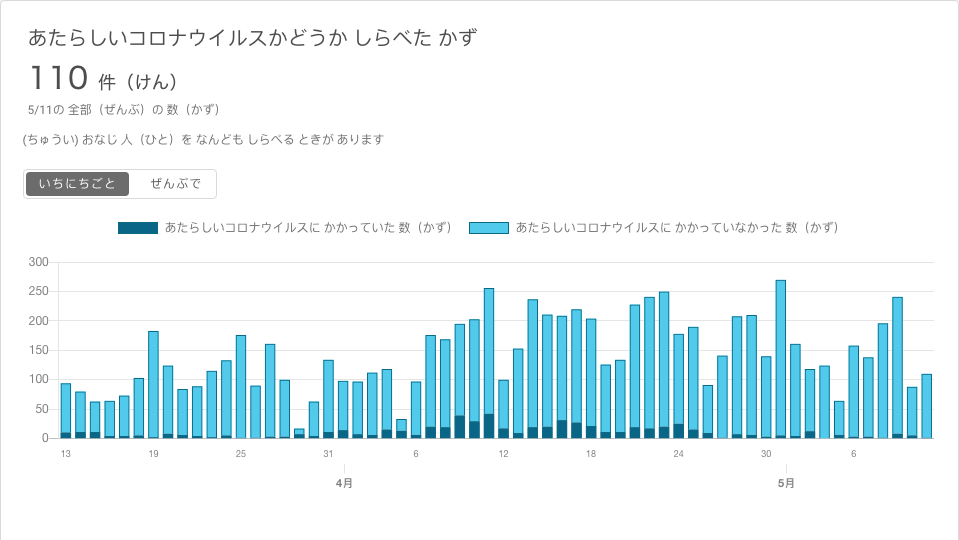 あたらしいコロナウイルスかどうか しらべた かず
110 件（けん）
5/11の 全部（ぜんぶ）の 数（かず）
(ちゅうい) おなじ 人（ひと）を なんども しらべる ときが あります
いちにちごと ぜんぶで
あたらしいコロナウイルスに かかっていた 数（かず） あたらしいコロナウイルスに かかっていなかった 数（かず）
300
250
200
150
100
50
0
13 19 25 31 6 12 18 24 30 6
4月 5月